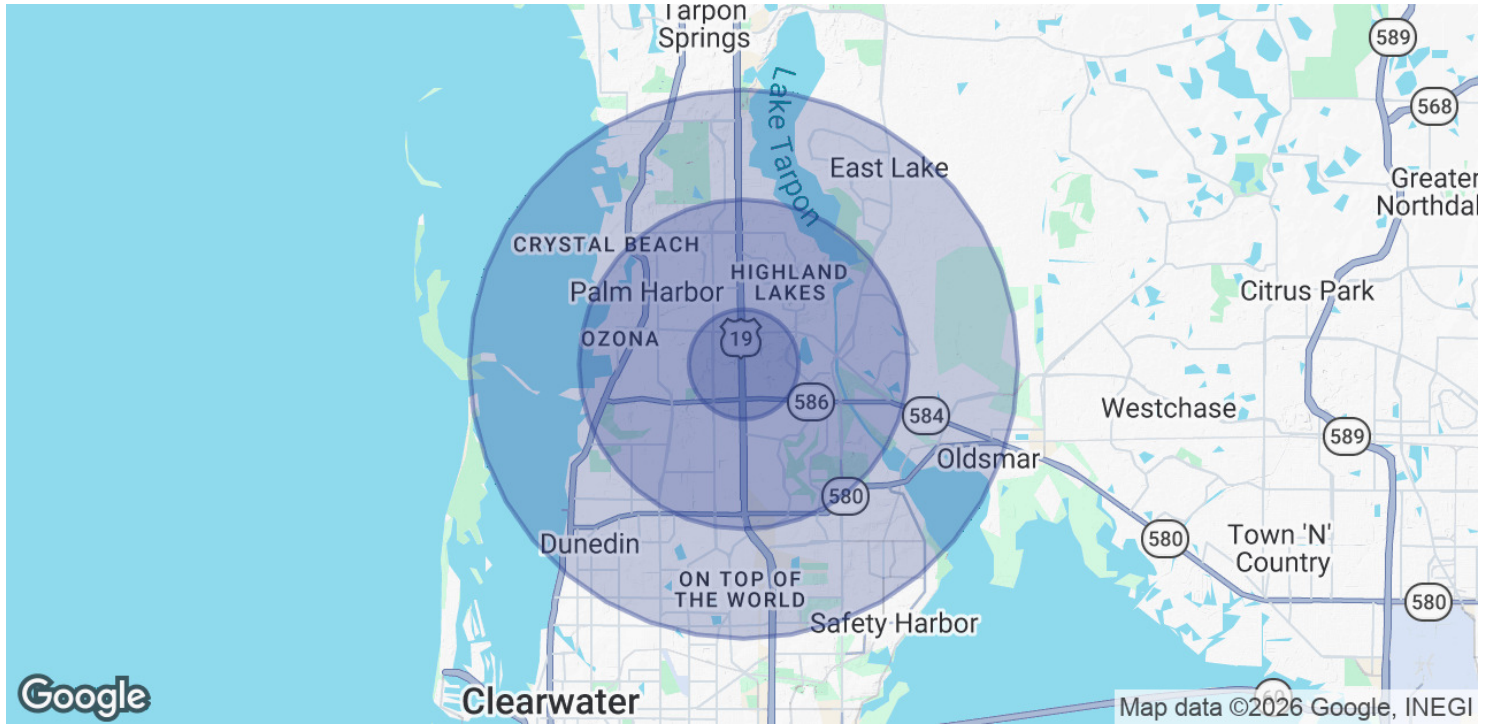 Tarpon
Springs
589
568
Lake Tarpon
East Lake
Greater
Northdal
CRYSTAL BEACH
HIGHLAND
LAKES
Palm Harbor
Citrus Park
OZONA
19
586
584
Westchase
589
Oldsmar
580
580
Town 'N'
Country
Dunedin
ON TOP OF
THE WORLD
580
Safety Harbor
60
Google
Clearwater
Map data ©2026 Google, INEGI